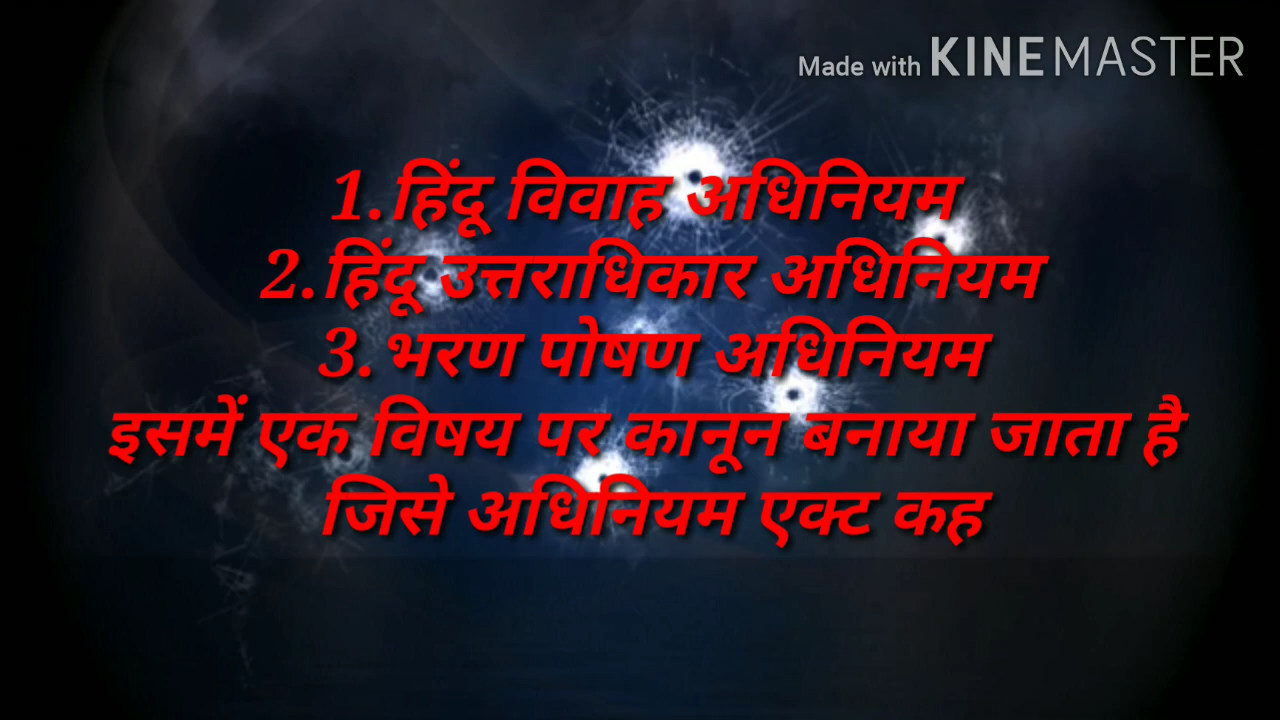 Made with KINEMASTER
1.हिंदू विवाह अधिनियम
2.हिंदू उत्तराधिकार अधिनियम
3. भरण पोषण अधिनियम
इसमें एक विषय पर कानून बनाया जाता है
जिसे अधिनियम एक्ट कह